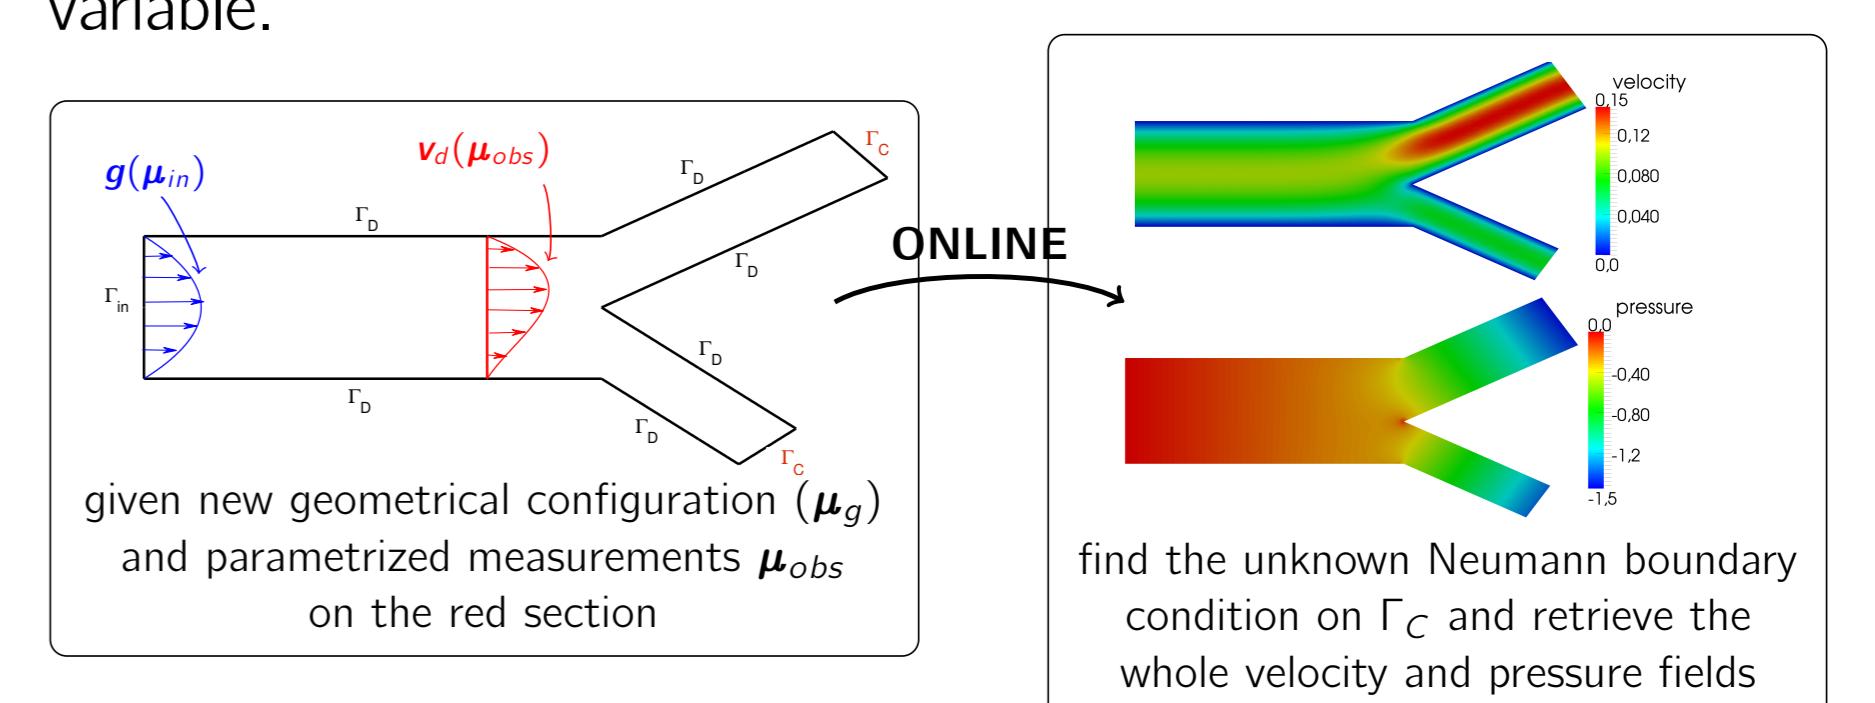 variable.
g(μin)
vd(μobs)
ΓC
ΓD
ΓD
ΓD
Γin
ΓD
ΓD
ΓD
ΓC
given new geometrical configuration (μg)
and parametrized measurements μobs
on the red section
ONLINE
velocity
0,15
0,12
0,080
0,040
0,0
pressure
0,0
-0,40
-0,80
-1,2
-1,5
find the unknown Neumann boundary
condition on ΓC and retrieve the
whole velocity and pressure fields